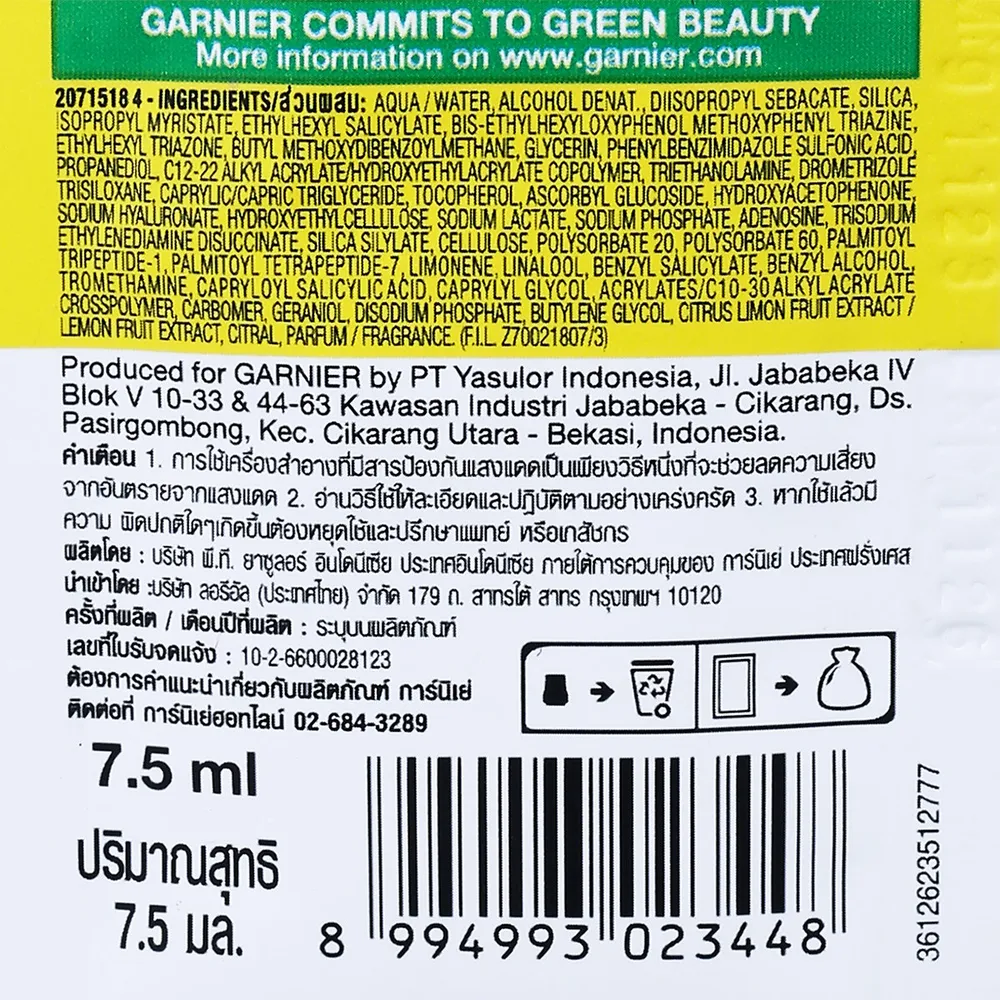 GARNIER COMMITS TO GREEN BEAUTY
More information on www.garnier.com
20715184 - INGREDIENTS/ส่วนผสม: AQUA / WATER, ALCOHOL DENAT., DIISOPROPYL SEBACATE, SILICA,
ISOPROPYL MYRISTATE, ETHYLHEXYL SALICYLATE, BIS-ETHYLHEXYLOXYPHENOL METHOXYPHENYL TRIAZINE,
ETHYLHEXYL TRIAZONE, BUTYL METHOXYDIBENZOYLMETHANE, GLYCERIN, PHENYLBENZIMIDAZOLE SULFONIC ACID,
PROPANEDIOL, C12-22 ALKYL ACRYLATE/HYDROXYETHYLACRYLATE COPOLYMER, TRIETHANOLAMINE, DROMETRIZOLE
TRISILOXANE, CAPRYLIC/CAPRIC TRIGLYCERIDE, TOCOPHEROL, ASCORBYL GLUCOSIDE, HYDROXYACETOPHENONE,
SODIUM HYALURONATE, HYDROXYETHYLCELLULOSE, SODIUM LACTATE, SODIUM PHOSPHATE, ADENOSINE, TRISODIUM
ETHYLENEDIAMINE DISUCCINATE, SILICA SILYLATE, CELLULOSE, POLYSORBATE 20, POLYSORBATE 60, PALMITOYL
TRIPEPTIDE-1, PALMITOYL TETRAPEPTIDE-7, LIMONENE, LINALOOL, BENZYL SALICYLATE, BENZYL ALCOHOL,
TROMETHAMINE, CAPRYLOYL SALICYLIC ACID, CAPRYLYL GLYCOL, ACRYLATES/C10-30 ALKYL ACRYLATE
CROSSPOLYMER, CARBOMER, GERANIOL, DISODIUM PHOSPHATE, BUTYLENE GLYCOL, CITRUS LIMON FRUIT EXTRACT /
LEMON FRUIT EXTRACT, CITRAL, PARFUM / FRAGRANCE. (F.I.L. Z70021807/3)
Produced for GARNIER by PT Yasulor Indonesia, Jl. Jababeka IV
Blok V 10-33 & 44-63 Kawasan Industri Jababeka - Cikarang, Ds.
Pasirgombong, Kec. Cikarang Utara - Bekasi, Indonesia.
คำเตือน 1. การใช้เครื่องสำอางที่มีสารป้องกันแสงแดดเป็นเพียงวิธีหนึ่งที่จะช่วยลดความเสี่ยง
จากอันตรายจากแสงแดด 2. อ่านวิธีใช้ให้ละเอียดและปฏิบัติตามอย่างเคร่งครัด 3. หากใช้แล้วมี
ความ ผิดปกติใดๆเกิดขึ้นต้องหยุดใช้และปรึกษาแพทย์ หรือเภสัชกร
ผลิตโดย : บริษัท พี.ที. ยาซูลอร์ อินโดนีเซีย ประเทศอินโดนีเซีย ภายใต้การควบคุมของ การ์นิเย่ ประเทศฝรั่งเศส
นำเข้าโดย :บริษัท ลอรีอัล (ประเทศไทย) จำกัด 179 ถ. สาทรใต้ สาทร กรุงเทพฯ 10120
ครั้งที่ผลิต / เดือนปีที่ผลิต : ระบุบนผลิตภัณฑ์
เลขที่ใบรับจดแจ้ง : 10-2-6600028123
ต้องการคำแนะนำเกี่ยวกับผลิตภัณฑ์ การ์นิเย่
ติดต่อที่ การ์นิเย่ฮอทไลน์ 02-684-3289
7.5 ml
ปริมาณสุทธิ
7.5 มล.
8 994993 023448
3612623512777